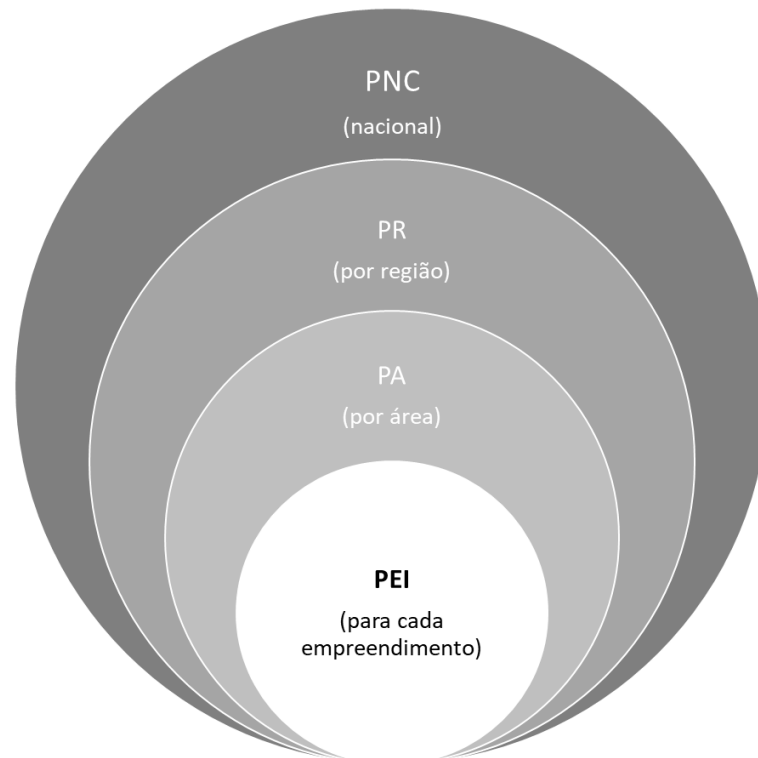 PNC
(nacional)
PR
(por região)
PA
(por área)
PEI
(para cada
empreendimento)